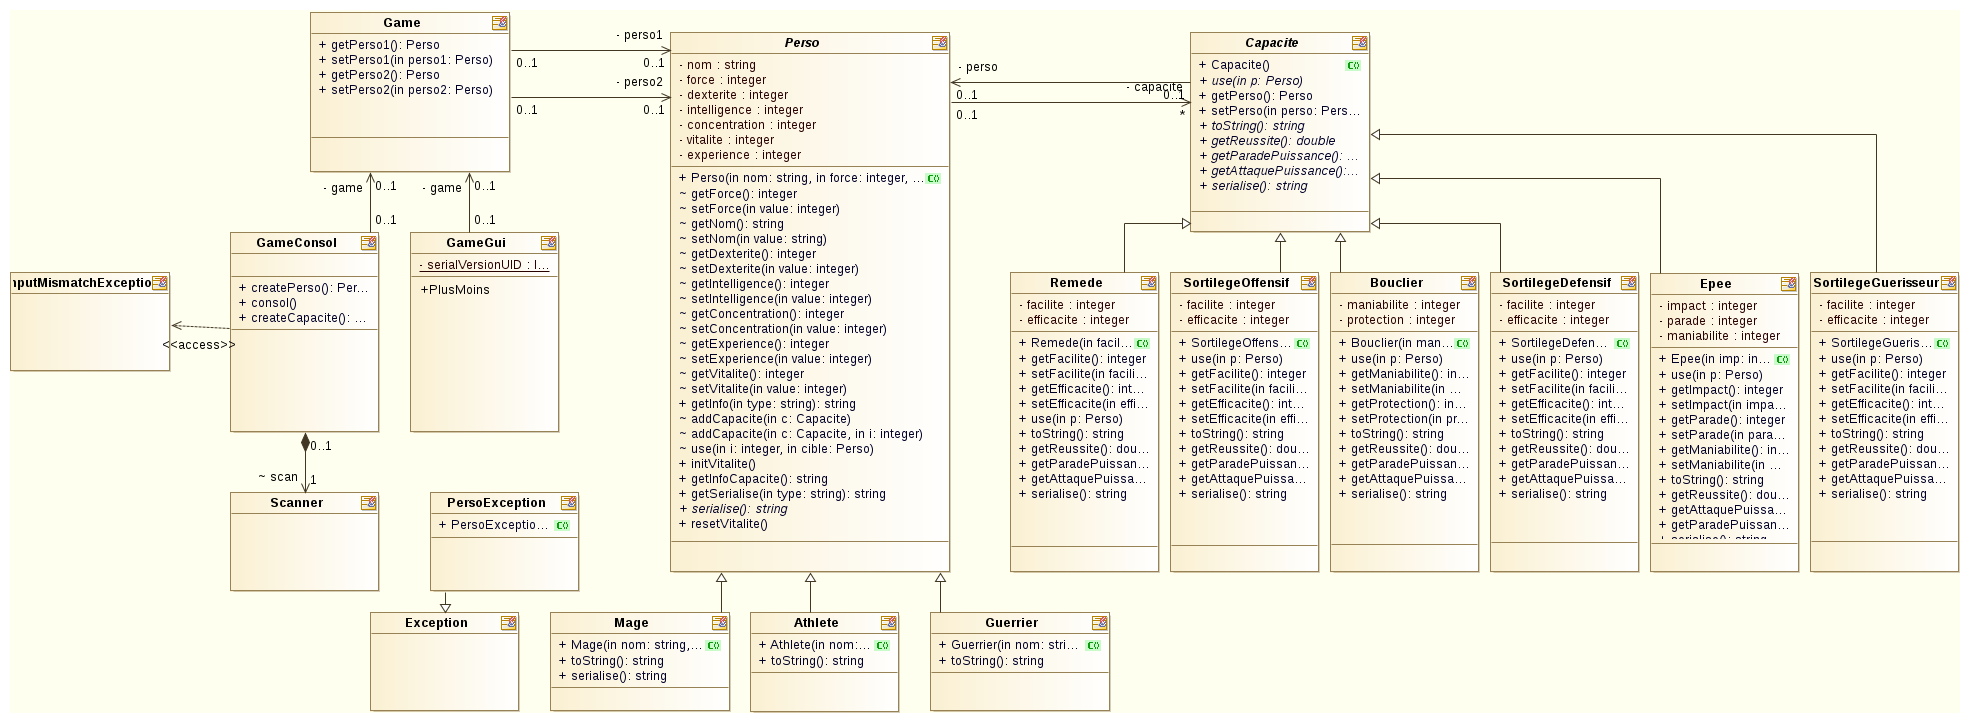 Game
+ getPerso1(): Perso
+ setPerso1(in perso1: Perso)
+ getPerso2(): Perso
+ setPerso2(in perso2: Perso)
- perso1
0..1
0..1
- perso2
0..1
0..1
Perso
- nom : string
- force : integer
- dexterite : integer
- intelligence : integer
- concentration : integer
- vitalite : integer
- experience : integer
+ Perso(in nom: string, in force: integer, ...
~ getForce(): integer
~ setForce(in value: integer)
~ getNom(): string
~ setNom(in value: string)
~ getDexterite(): integer
~ setDexterite(in value: integer)
~ getIntelligence(): integer
~ setIntelligence(in value: integer)
~ getConcentration(): integer
~ setConcentration(in value: integer)
~ getExperience(): integer
~ setExperience(in value: integer)
~ getVitalite(): integer
~ setVitalite(in value: integer)
+ getInfo(in type: string): string
~ addCapacite(in c: Capacite)
~ addCapacite(in c: Capacite, in i: integer)
~ use(in i: integer, in cible: Perso)
+ initVitalite()
+ getInfoCapacite(): string
+ getSerialise(in type: string): string
+ serialise(): string
+ resetVitalite()
- perso
0..1
0..1
- capacite
0..1
*
Capacite
+ Capacite()
+ use(in p: Perso)
+ getPerso(): Perso
+ setPerso(in perso: Pers...
+ toString(): string
+ getReussite(): double
+ getParadePuissance(): ...
+ getAttaquePuissance():...
+ serialise(): string
- game
0..1
0..1
- game
0..1
0..1
GameConsol
+ createPerso(): Per...
+ consol()
+ createCapacite(): ...
GameGui
- serialVersionUID : l...
+PlusMoins
nputMismatchExceptio
<<access>>
0..1
~ scan
1
Scanner
PersoException
+ PersoExceptio...
Exception
Mage
+ Mage(in nom: string,...
+ toString(): string
+ serialise(): string
Athlete
+ Athlete(in nom:...
+ toString(): string
Guerrier
+ Guerrier(in nom: stri...
+ toString(): string
Remede
- facilite : integer
- efficacite : integer
+ Remede(in facil...
+ getFacilite(): integer
+ setFacilite(in facili...
+ getEfficacite(): int...
+ setEfficacite(in effi...
+ use(in p: Perso)
+ toString(): string
+ getReussite(): dou...
+ getParadePuissan...
+ getAttaquePuissa...
+ serialise(): string
SortilegeOffensif
- facilite : integer
- efficacite : integer
+ SortilegeOffens...
+ use(in p: Perso)
+ getFacilite(): integer
+ setFacilite(in facili...
+ getEfficacite(): int...
+ setEfficacite(in effi...
+ toString(): string
+ getReussite(): dou...
+ getParadePuissan...
+ getAttaquePuissa...
+ serialise(): string
Bouclier
- maniabilite : integer
- protection : integer
+ Bouclier(in man...
+ use(in p: Perso)
+ getManiabilite(): in...
+ setManiabilite(in ...
+ getProtection(): in...
+ setProtection(in pr...
+ toString(): string
+ getReussite(): dou...
+ getParadePuissan...
+ getAttaquePuissa...
+ serialise(): string
SortilegeDefensif
- facilite : integer
- efficacite : integer
+ SortilegeDefen...
+ use(in p: Perso)
+ getFacilite(): integer
+ setFacilite(in facili...
+ getEfficacite(): int...
+ setEfficacite(in effi...
+ toString(): string
+ getReussite(): dou...
+ getParadePuissan...
+ getAttaquePuissa...
+ serialise(): string
Epee
- impact : integer
- parade : integer
- maniabilite : integer
+ Epee(in imp: in...
+ use(in p: Perso)
+ getImpact(): integer
+ setImpact(in impa...
+ getParade(): integer
+ setParade(in para...
+ getManiabilite(): in...
+ setManiabilite(in ...
+ toString(): string
+ getReussite(): dou...
+ getAttaquePuissa...
+ getParadePuissan...
+ serialise(): string
SortilegeGuerisseur
- facilite : integer
- efficacite : integer
+ SortilegeGueris...
+ use(in p: Perso)
+ getFacilite(): integer
+ setFacilite(in facili...
+ getEfficacite(): int...
+ setEfficacite(in effi...
+ toString(): string
+ getReussite(): dou...
+ getParadePuissan...
+ getAttaquePuissa...
+ serialise(): string